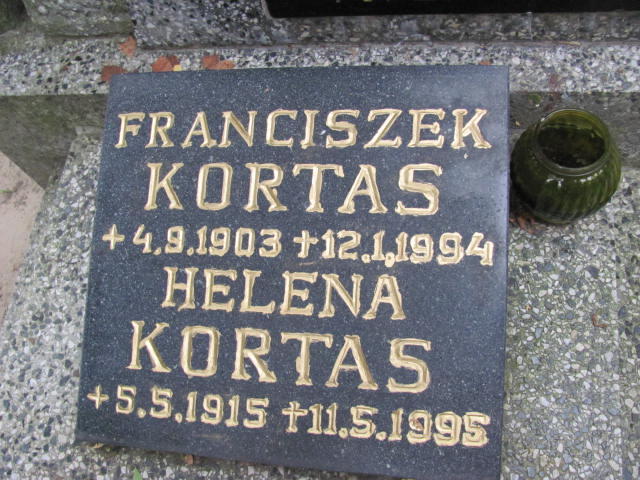 FRANCISZEK
KORTAS
+ 4.9.1903 † 12.1.1994
HELENA
KORTAS
+ 5.5.1915 † 11.5.1995